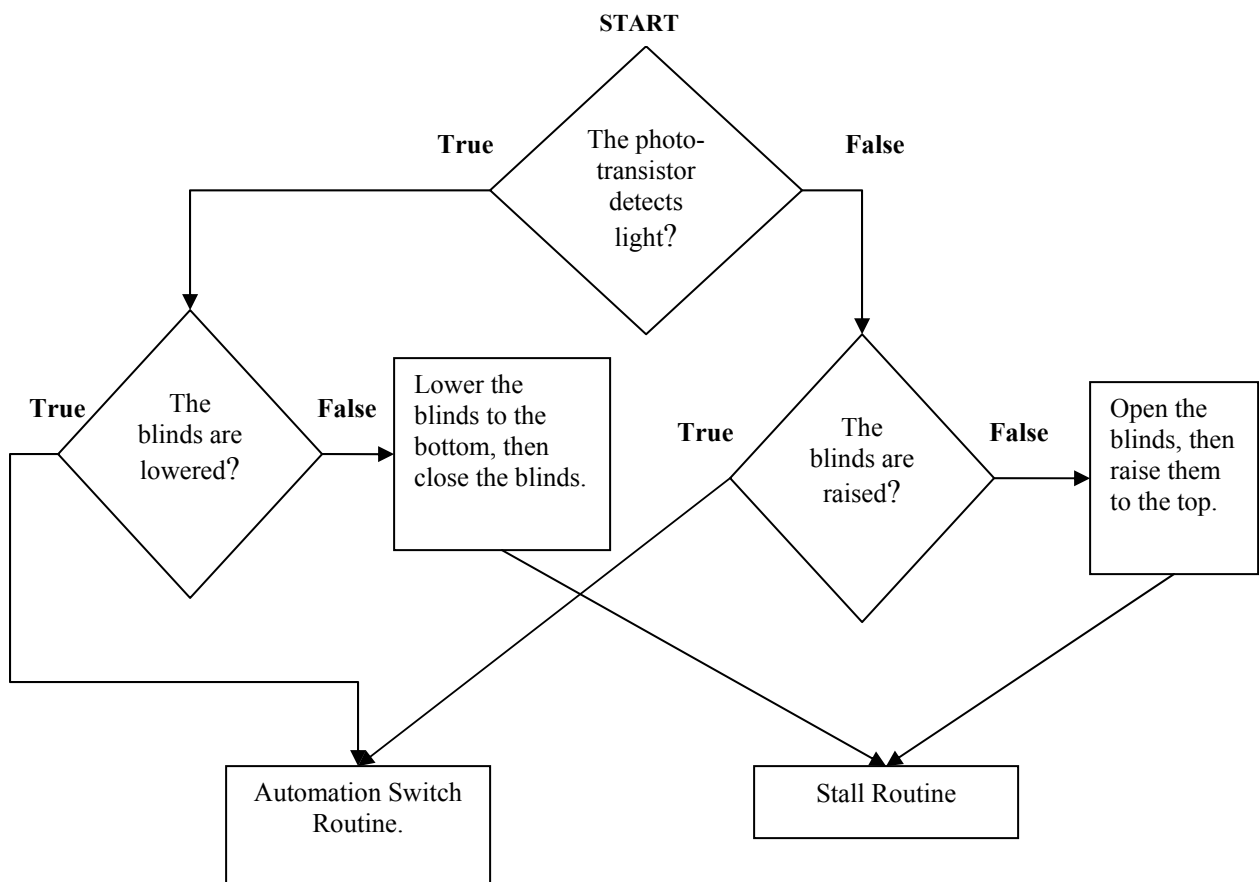 START
True
The photo-
transistor
detects
light?
False
True
The
blinds are
lowered?
False
Lower the
blinds to the
bottom, then
close the blinds.
True
The
blinds are
raised?
False
Open the
blinds, then
raise them
to the top.
Automation Switch
Routine.
Stall Routine